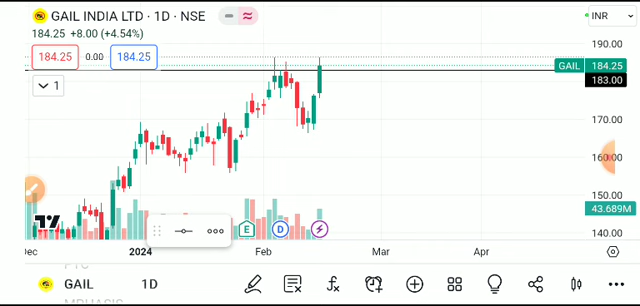 GAIL INDIA LTD · 1D · NSE
INR
184.25 +8.00 (+4.54%)
184.25 0.00 184.25
1
190.00
GAIL 184.25
183.00
170.00
160.00
150.00
43.689M
140.00
E D
Dec 2024 Feb Mar Apr
PTC
GAIL 1D
MPHASIS